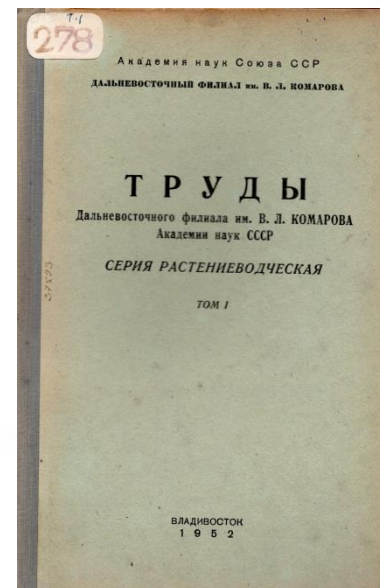 Т.1
278
Академия наук Союза ССР
ДАЛЬНЕВОСТОЧНЫЙ ФИЛИАЛ им. В. Л. КОМАРОВА
ТРУДЫ
Дальневосточного филиала им. В. Л. КОМАРОВА
Академии наук СССР
СЕРИЯ РАСТЕНИЕВОДЧЕСКАЯ
ТОМ I
ВЛАДИВОСТОК
1952